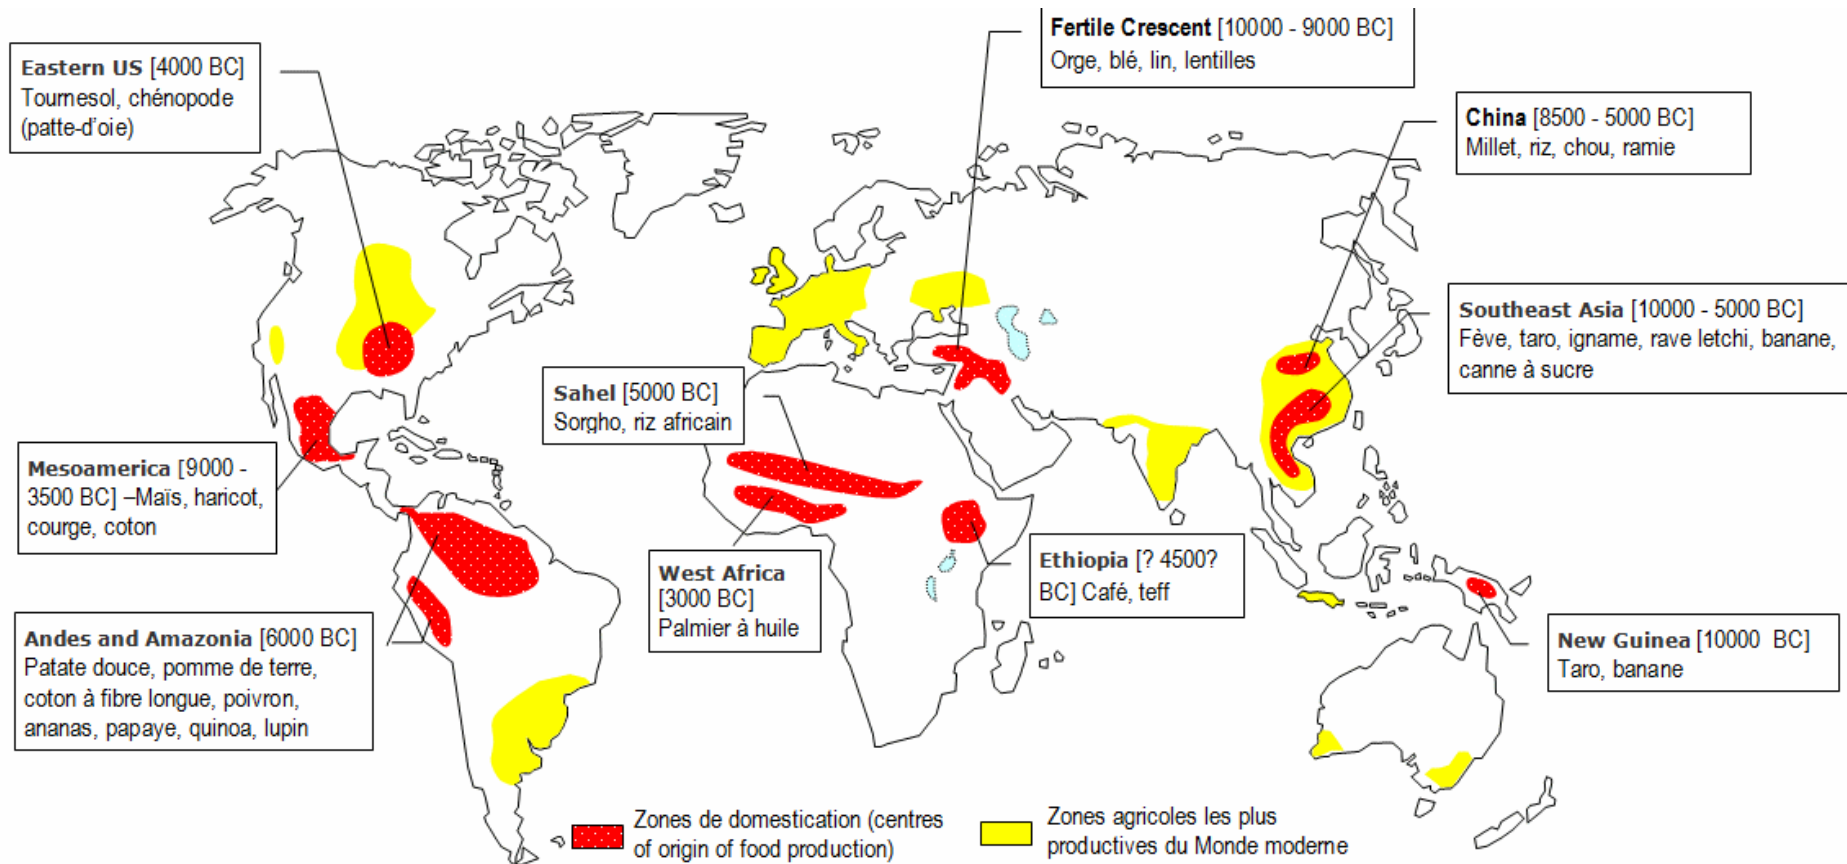 Fertile Crescent [10000 - 9000 BC]
Orge, blé, lin, lentilles
Eastern US [4000 BC]
Tournesol, chénopode
(patte-d'oie)
China [8500 - 5000 BC]
Millet, riz, chou, ramie
Southeast Asia [10000 - 5000 BC]
Fève, taro, igname, rave letchi, banane,
canne à sucre
Sahel [5000 BC]
Sorgho, riz africain
Mesoamerica [9000 -
3500 BC] –Maïs, haricot,
courge, coton
West Africa
[3000 BC]
Palmier à huile
Ethiopia [? 4500?
BC] Café, teff
Andes and Amazonia [6000 BC]
Patate douce, pomme de terre,
coton à fibre longue, poivron,
ananas, papaye, quinoa, lupin
New Guinea [10000 BC]
Taro, banane
Zones de domestication (centres
of origin of food production)
Zones agricoles les plus
productives du Monde moderne